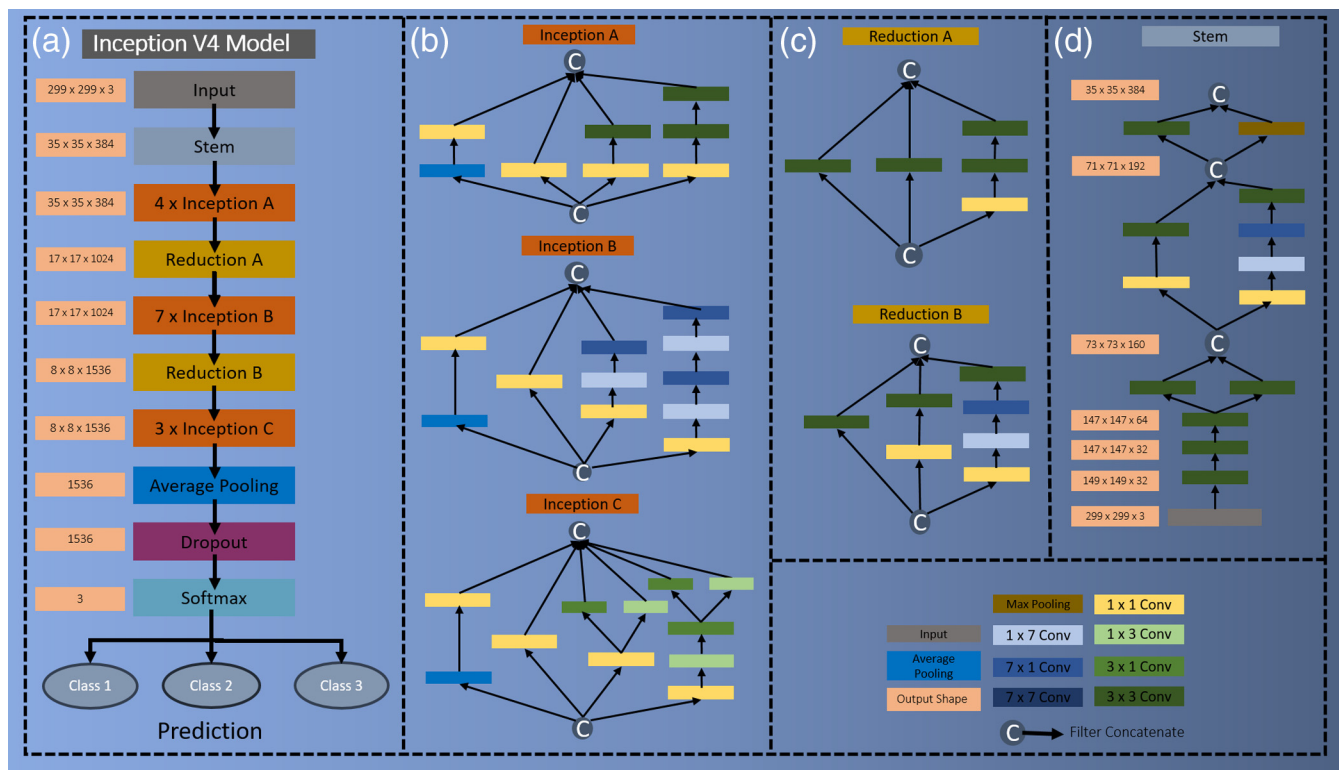 (a)
Inception V4 Model
299 x 299 x 3
Input
35 x 35 x 384
Stem
35 x 35 x 384
4 x Inception A
17 x 17 x 1024
Reduction A
17 x 17 x 1024
7 x Inception B
8 x 8 x 1536
Reduction B
8 x 8 x 1536
3 x Inception C
1536
Average Pooling
1536
Dropout
3
Softmax
Class 1
Class 2
Class 3
Prediction
(b)
Inception A
C
C
Inception B
C
C
Inception C
C
C
(c)
Reduction A
C
C
Reduction B
C
C
(d)
Stem
35 x 35 x 384
C
71 x 71 x 192
C
73 x 73 x 160
C
147 x 147 x 64
147 x 147 x 32
149 x 149 x 32
299 x 299 x 3
Max Pooling
1 x 1 Conv
Input
1 x 7 Conv
1 x 3 Conv
Average
Pooling
7 x 1 Conv
3 x 1 Conv
Output Shape
7 x 7 Conv
3 x 3 Conv
C
Filter Concatenate